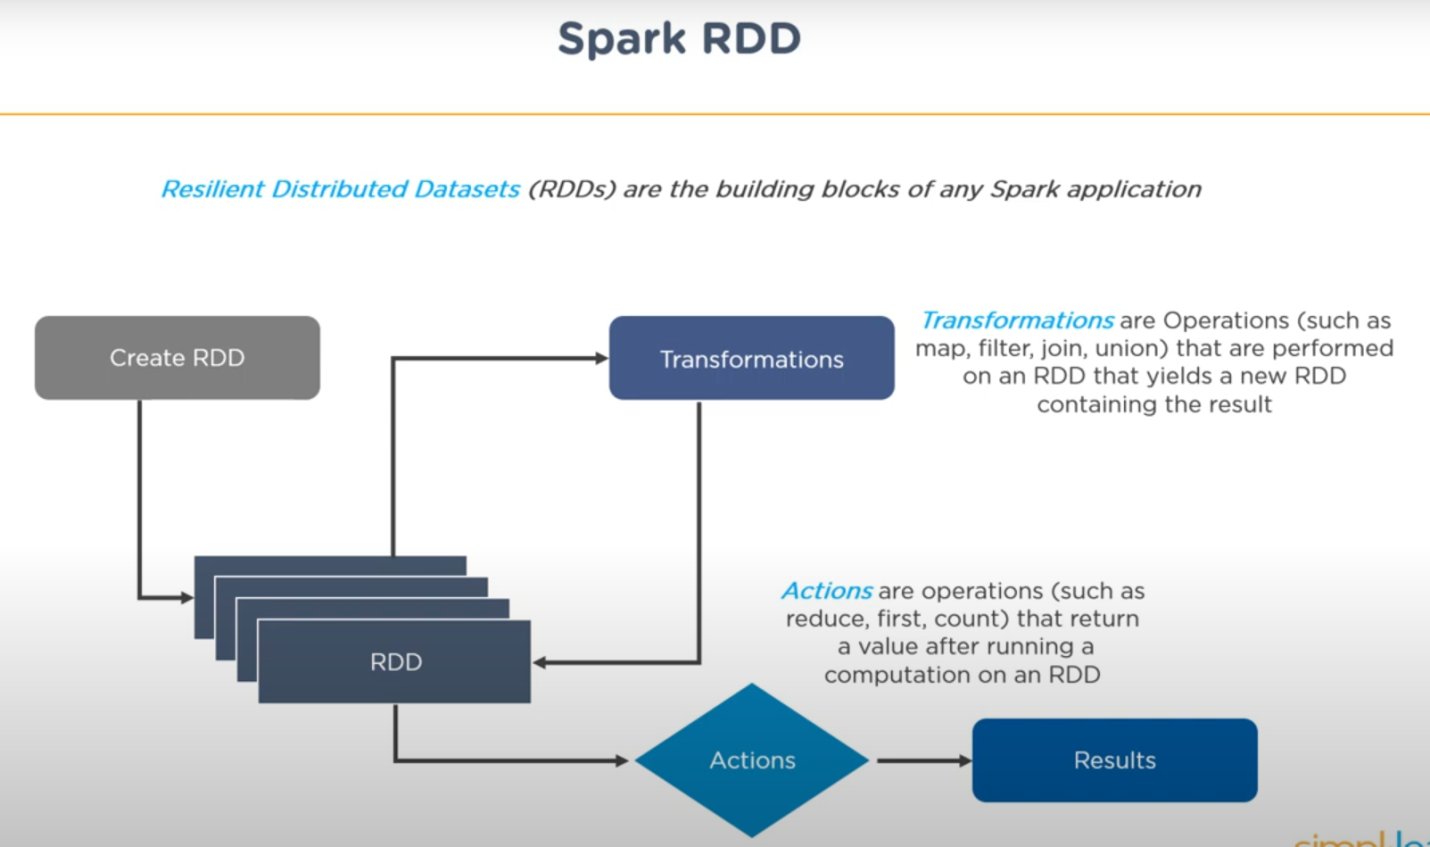 Spark RDD
Resilient Distributed Datasets (RDDs) are the building blocks of any Spark application
Create RDD
Transformations
Transformations are Operations (such as
map, filter, join, union) that are performed
on an RDD that yields a new RDD
containing the result
RDD
Actions are operations (such as
reduce, first, count) that return
a value after running a
computation on an RDD
Actions
Results